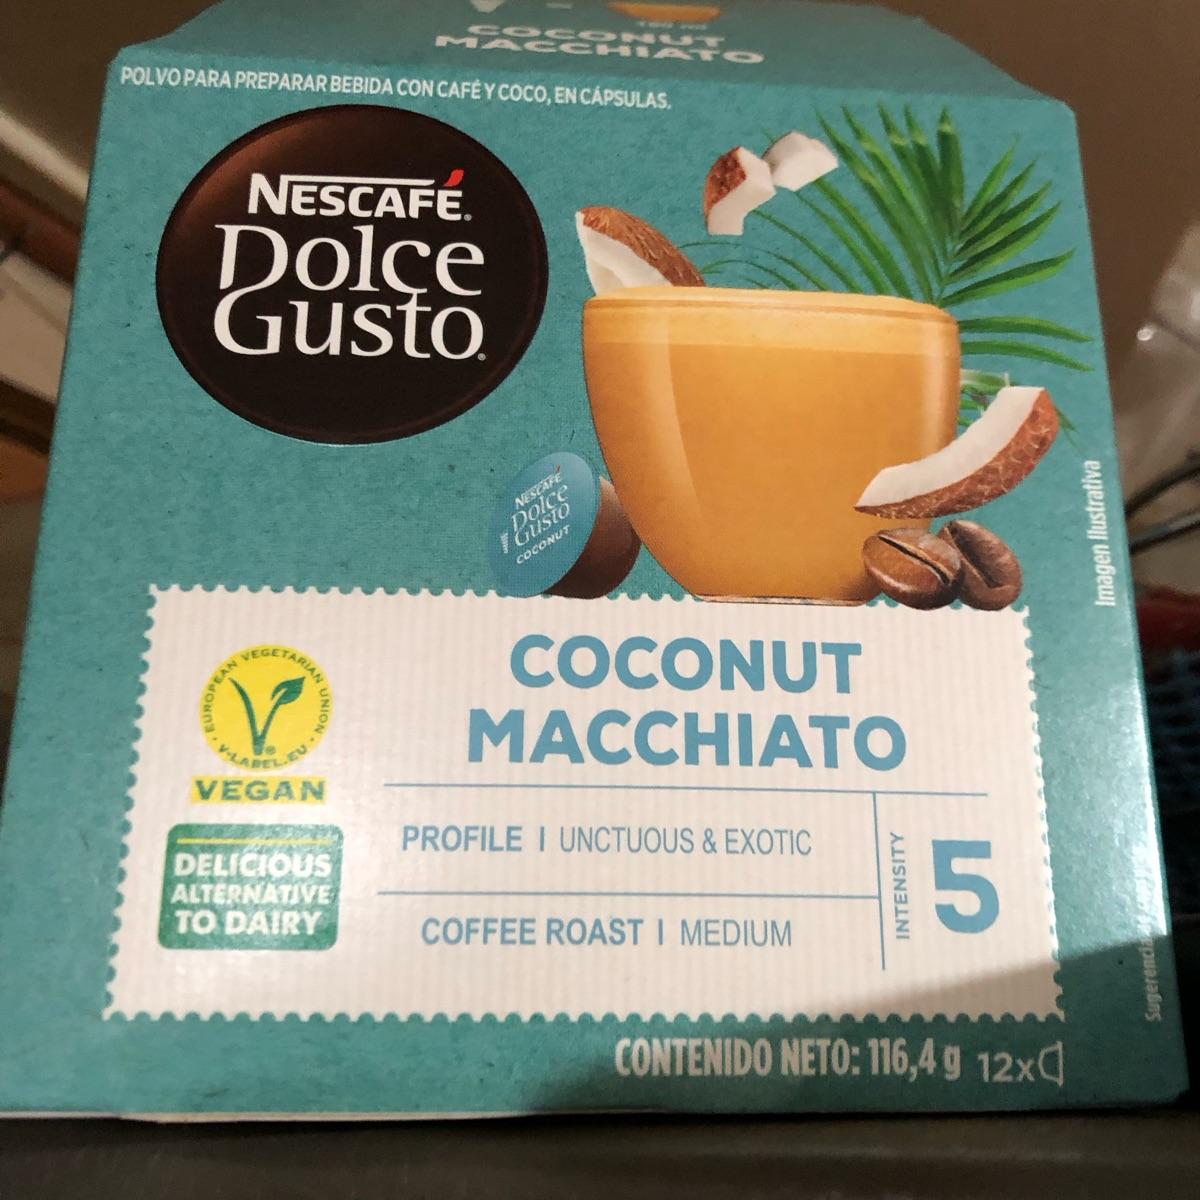 COCONUT
MACCHIATO
POLVO PARA PREPARAR BEBIDA CON CAFÉ Y COCO, EN CÁPSULAS.
NESCAFÉ®
Dolce
Gusto®
NESCAFÉ
Dolce
Gusto
COCONUT
Imagen Ilustrativa
EUROPEAN VEGETARIAN UNION
V-LABEL.EU
VEGAN
DELICIOUS
ALTERNATIVE
TO DAIRY
COCONUT
MACCHIATO
PROFILE | UNCTUOUS & EXOTIC
COFFEE ROAST | MEDIUM
INTENSITY
5
CONTENIDO NETO: 116,4 g 12x